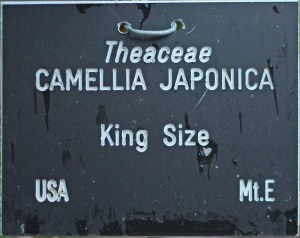 Theaceae
CAMELLIA JAPONICA
King Size
USA Mt.E